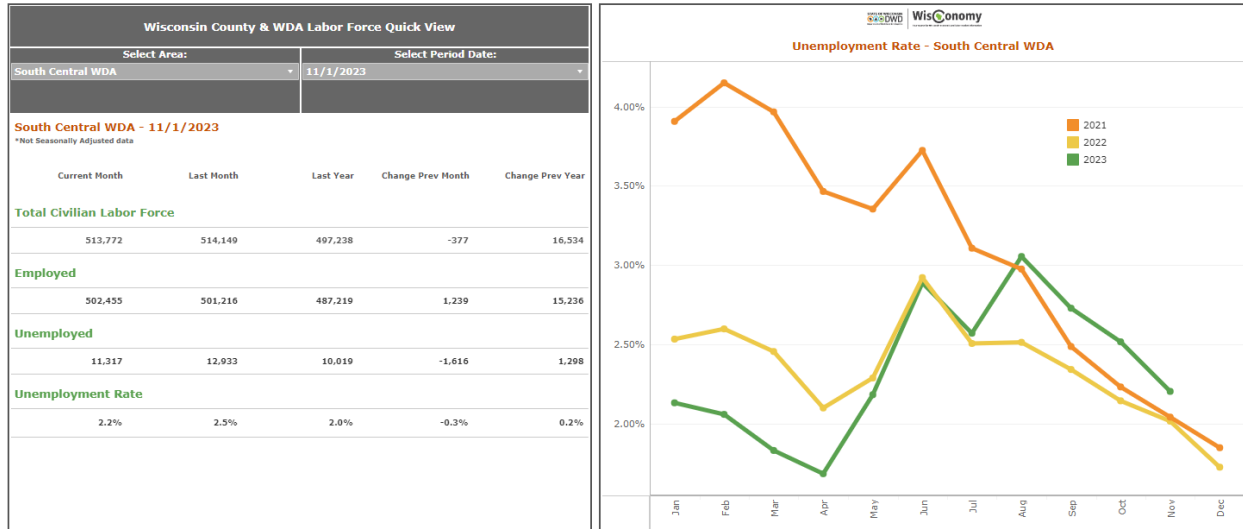 Wisconsin County & WDA Labor Force Quick View
Select Area:
Select Period Date:
South Central WDA
11/1/2023
South Central WDA - 11/1/2023
*Not Seasonally Adjusted data
Current Month Last Month Last Year Change Prev Month Change Prev Year
Total Civilian Labor Force
513,772 514,149 497,238 -377 16,534
Employed
502,455 501,216 487,219 1,239 15,236
Unemployed
11,317 12,933 10,019 -1,616 1,298
Unemployment Rate
2.2% 2.5% 2.0% -0.3% 0.2%
DWD WisConomy
Unemployment Rate - South Central WDA
4.00%
3.50%
3.00%
2.50%
2.00%
2021
2022
2023
Jan Feb Mar Apr May Jun Jul Aug Sep Oct Nov Dec